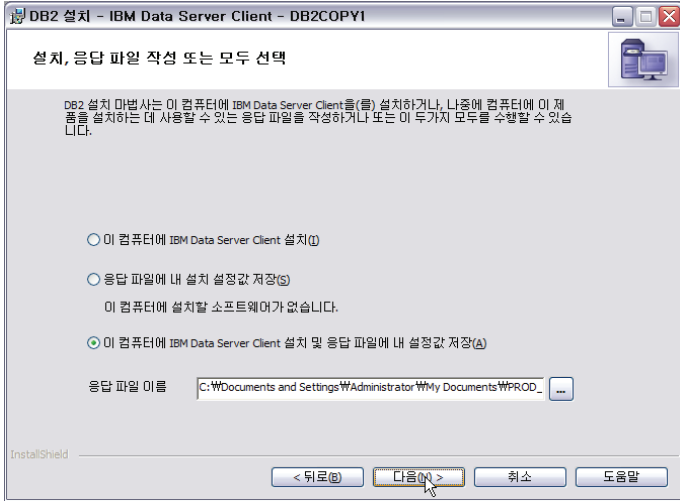 DB2 설치 - IBM Data Server Client - DB2COPY1
설치, 응답 파일 작성 또는 모두 선택
DB2 설치 마법사는 이 컴퓨터에 IBM Data Server Client을(를) 설치하거나, 나중에 컴퓨터에 이 제
품을 설치하는 데 사용할 수 있는 응답 파일을 작성하거나 또는 이 두가지 모두를 수행할 수 있습
니다.
이 컴퓨터에 IBM Data Server Client 설치(I)
응답 파일에 내 설치 설정값 저장(S)
이 컴퓨터에 설치할 소프트웨어가 없습니다.
이 컴퓨터에 IBM Data Server Client 설치 및 응답 파일에 내 설정값 저장(A)
응답 파일 이름 C:₩Documents and Settings₩Administrator₩My Documents₩PROD_ ...
InstallShield
< 뒤로(B) 다음(N) > 취소 도움말